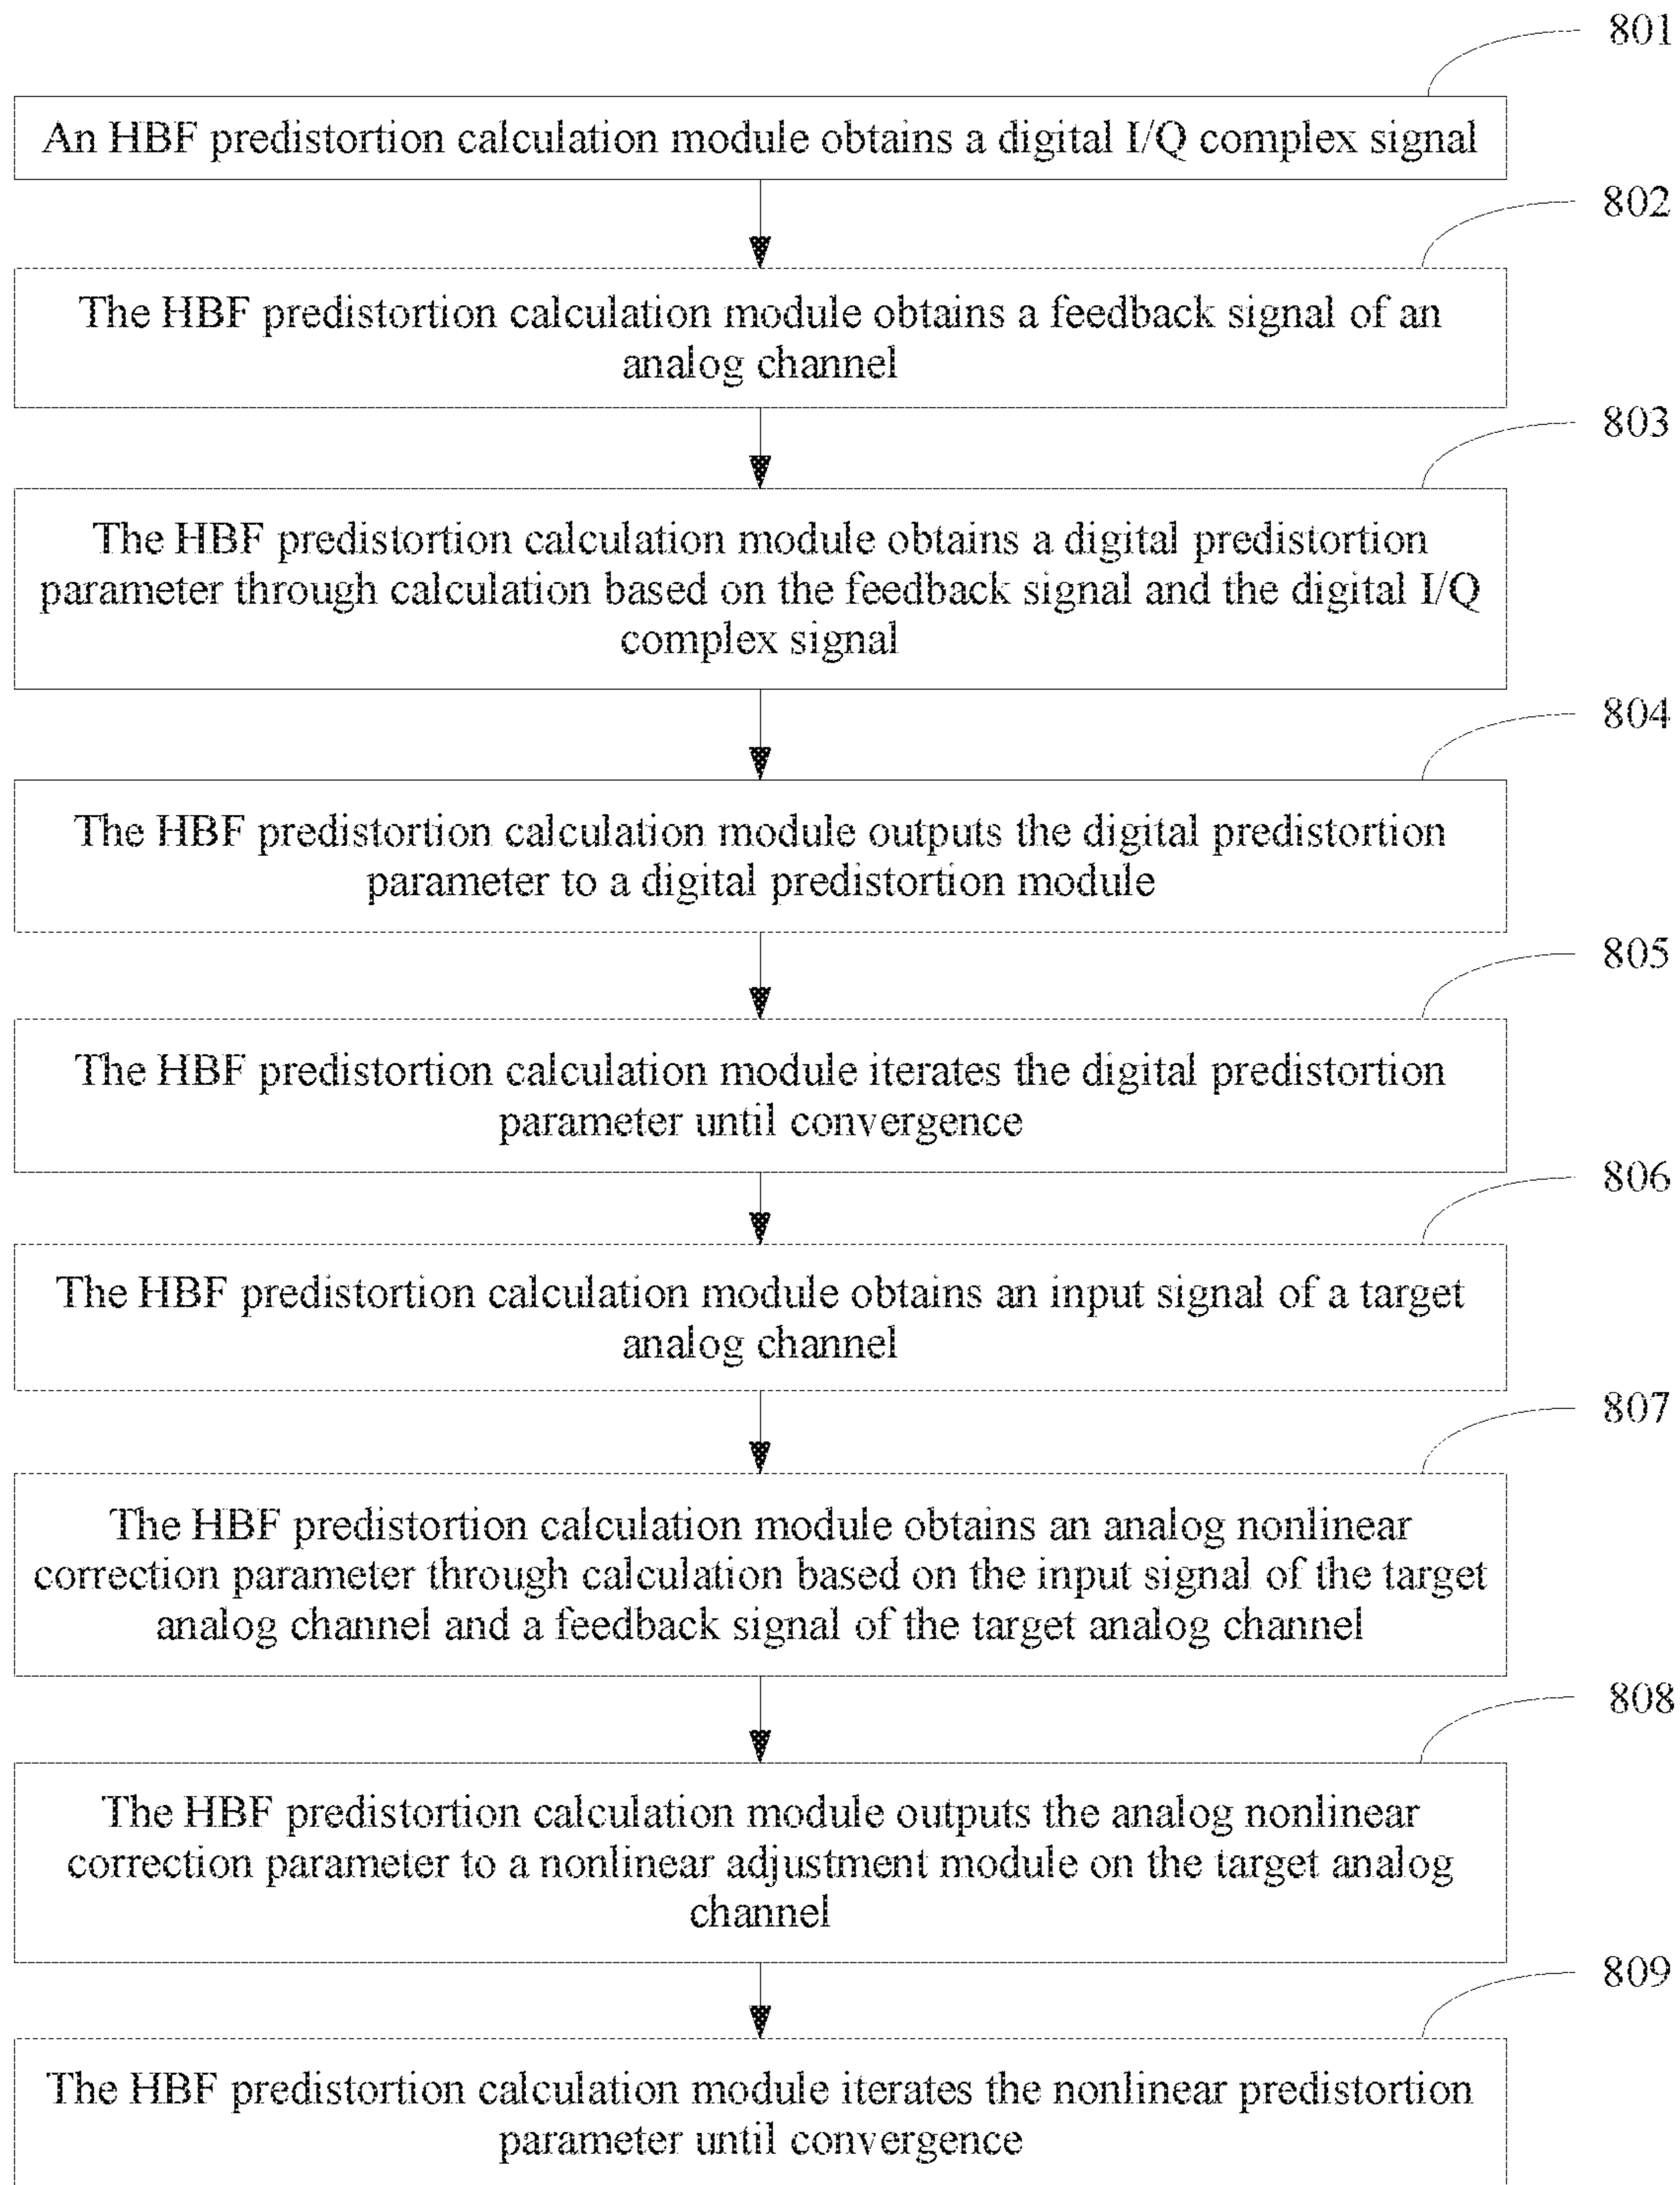 801
An HBF predistortion calculation module obtains a digital I/Q complex signal
802
The HBF predistortion calculation module obtains a feedback signal of an
analog channel
803
The HBF predistortion calculation module obtains a digital predistortion
parameter through calculation based on the feedback signal and the digital I/Q
complex signal
804
The HBF predistortion calculation module outputs the digital predistortion
parameter to a digital predistortion module
805
The HBF predistortion calculation module iterates the digital predistortion
parameter until convergence
806
The HBF predistortion calculation module obtains an input signal of a target
analog channel
807
The HBF predistortion calculation module obtains an analog nonlinear
correction parameter through calculation based on the input signal of the target
analog channel and a feedback signal of the target analog channel
808
The HBF predistortion calculation module outputs the analog nonlinear
correction parameter to a nonlinear adjustment module on the target analog
channel
809
The HBF predistortion calculation module iterates the nonlinear predistortion
parameter until convergence